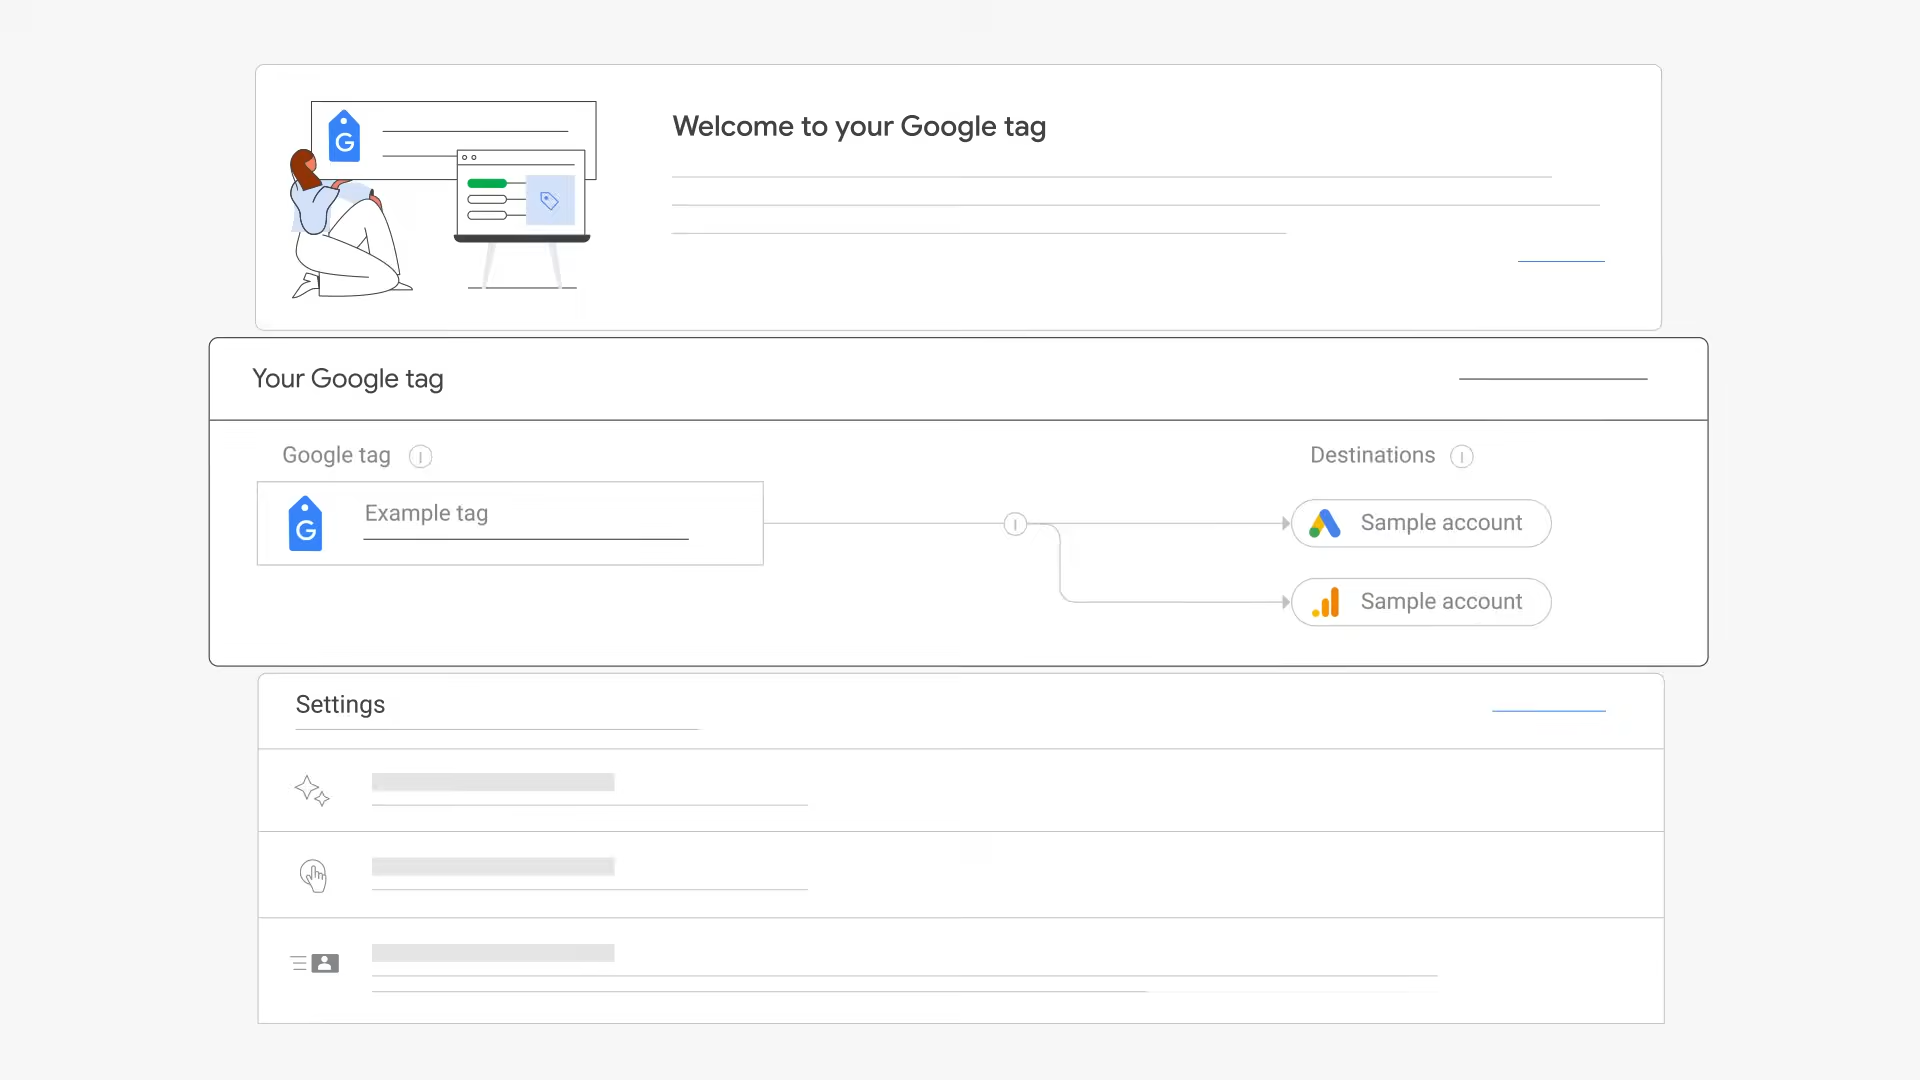 G
Welcome to your Google tag
Your Google tag
Google tag
Destinations
G
Example tag
Sample account
Sample account
Settings